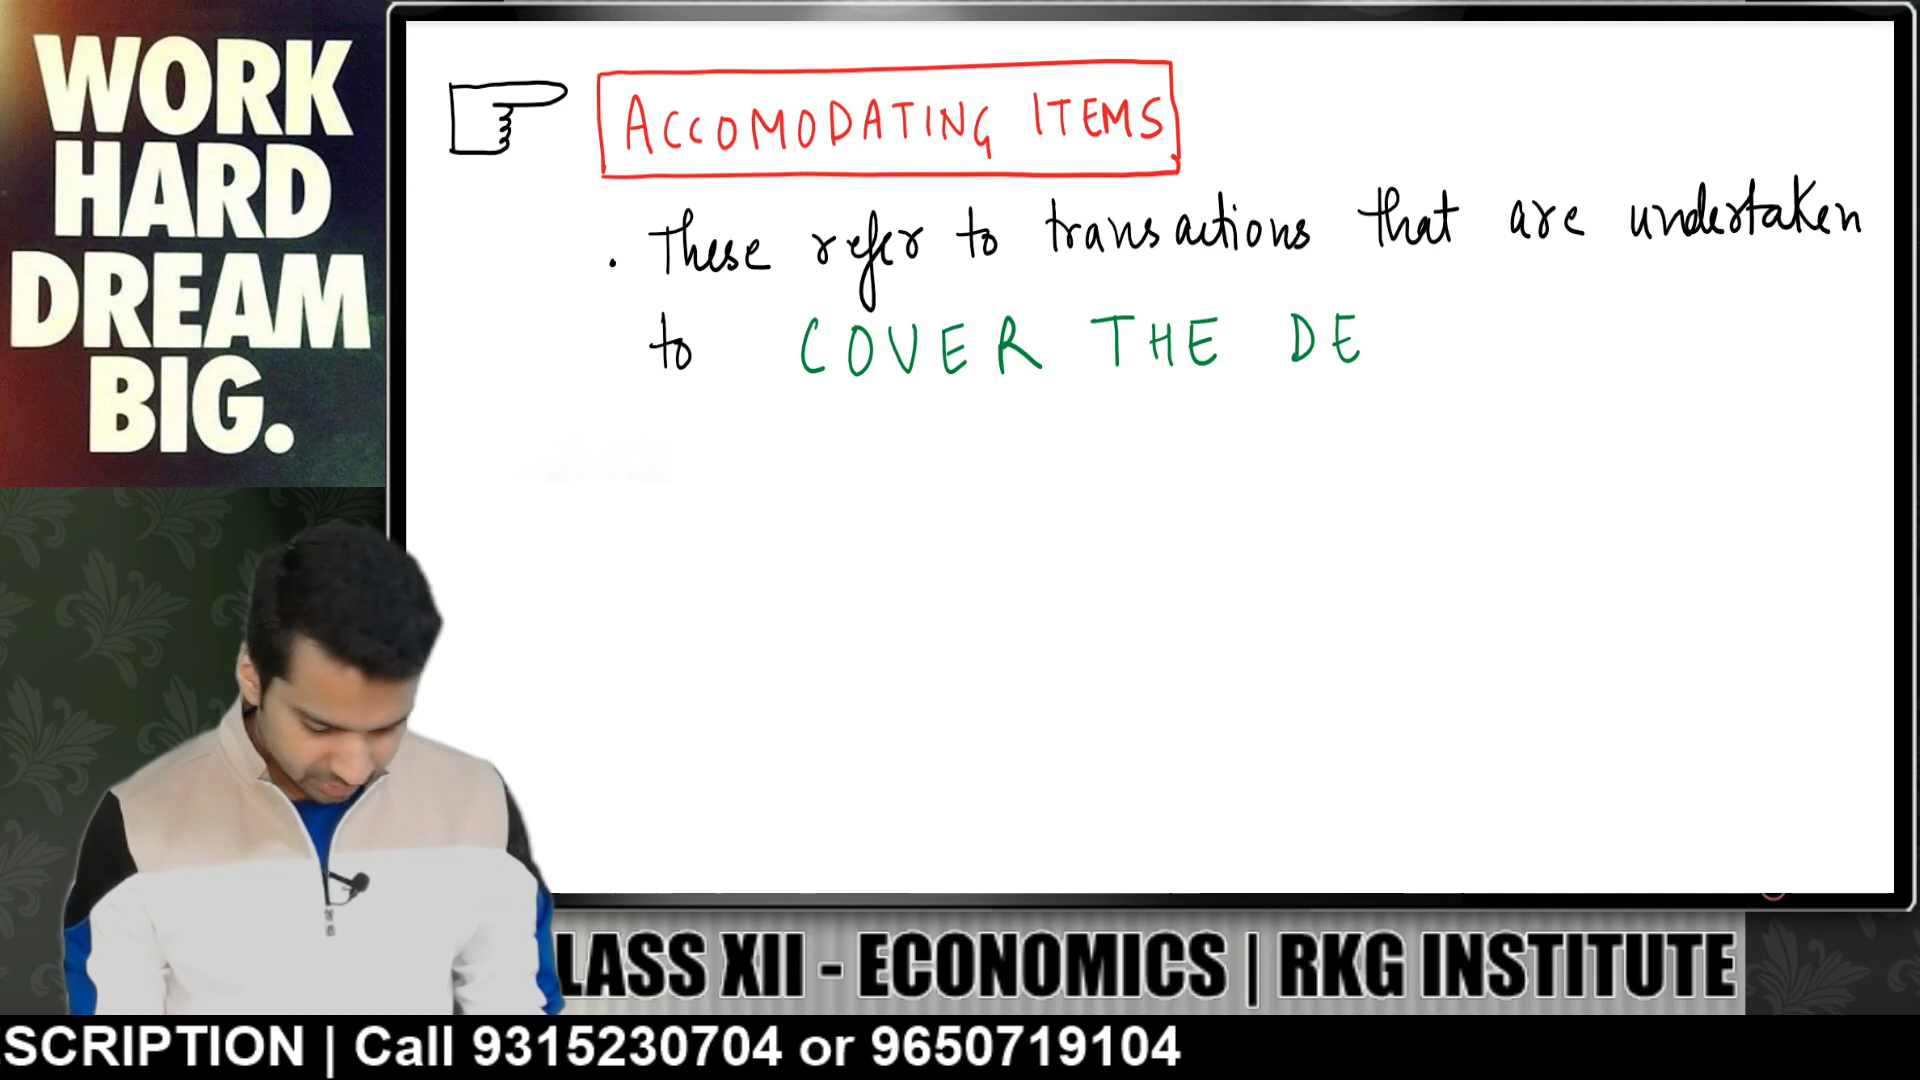 WORK
HARD
DREAM
BIG.
ACCOMODATING ITEMS
. These refer to transactions that are undertaken
to COVER THE DE
LASS XII - ECONOMICS | RKG INSTITUTE
SCRIPTION | Call 9315230704 or 9650719104